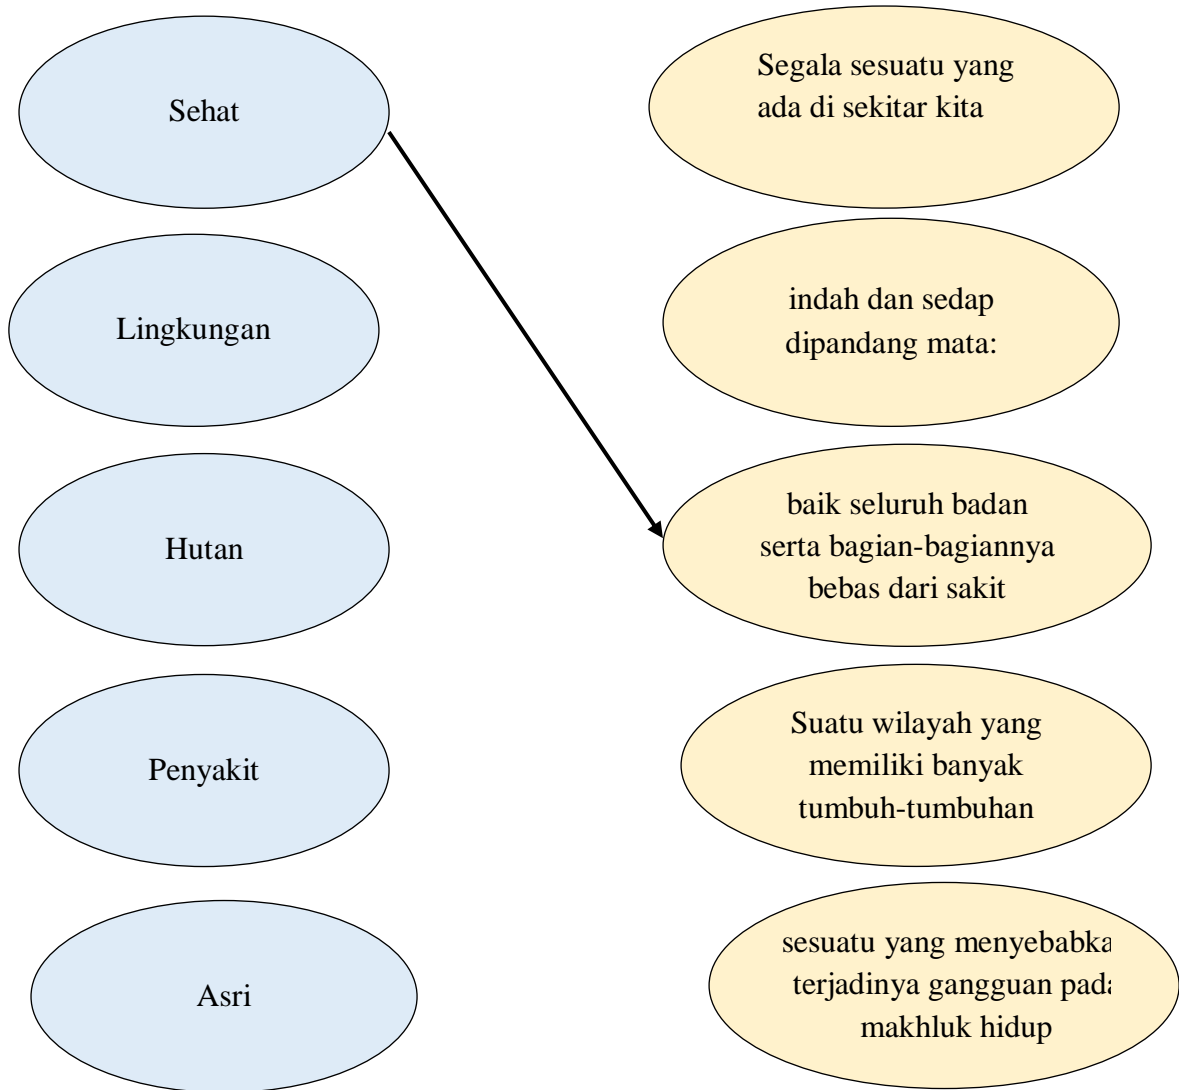 Sehat
Segala sesuatu yang
ada di sekitar kita
Lingkungan
indah dan sedap
dipandang mata:
Hutan
baik seluruh badan
serta bagian-bagiannya
bebas dari sakit
Penyakit
Suatu wilayah yang
memiliki banyak
tumbuh-tumbuhan
Asri
sesuatu yang menyebabka
terjadinya gangguan pada
makhluk hidup